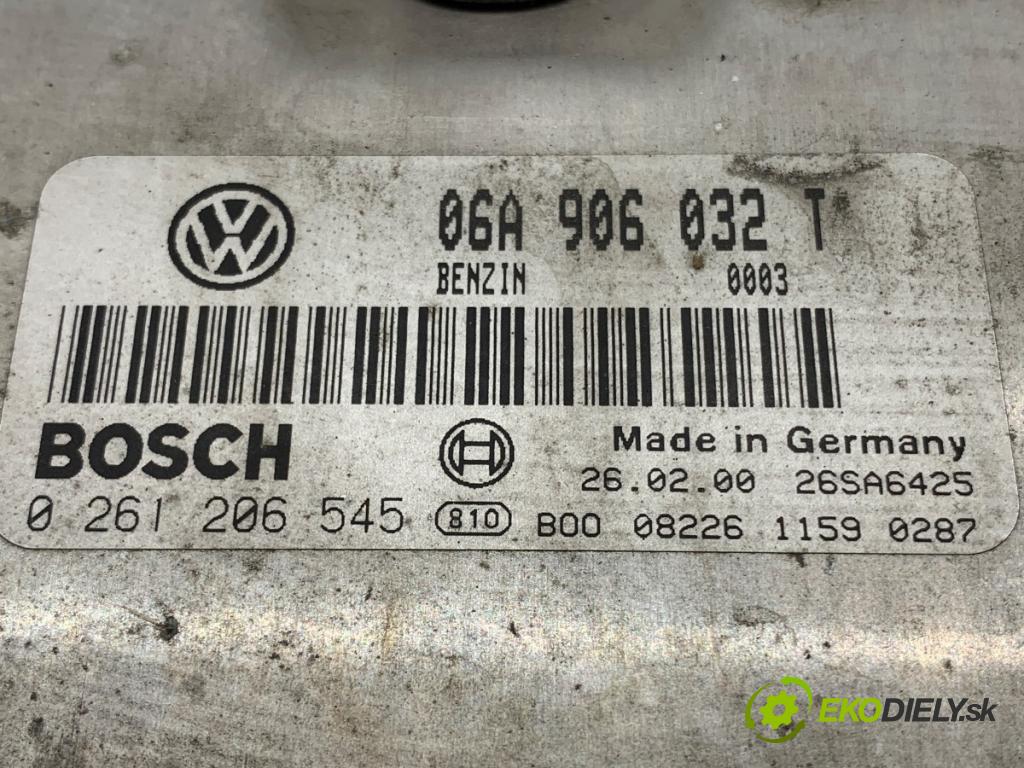 06A 906 032 T
BENZIN 0003
BOSCH
Made in Germany
26.02.00 26SA6425
0 261 206 545 810 B00 08226 1159 0287
EKODIELY.sk